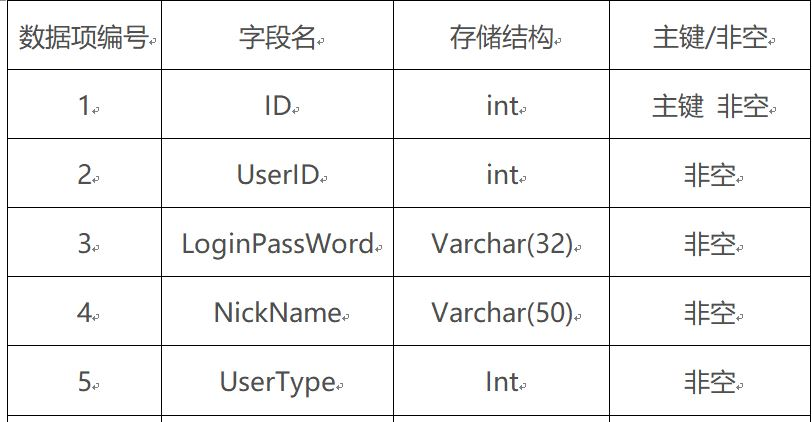 数据项编号 字段名 存储结构 主键/非空
1 ID int 主键 非空
2 UserID int 非空
3 LoginPassWord Varchar(32) 非空
4 NickName Varchar(50) 非空
5 UserType Int 非空